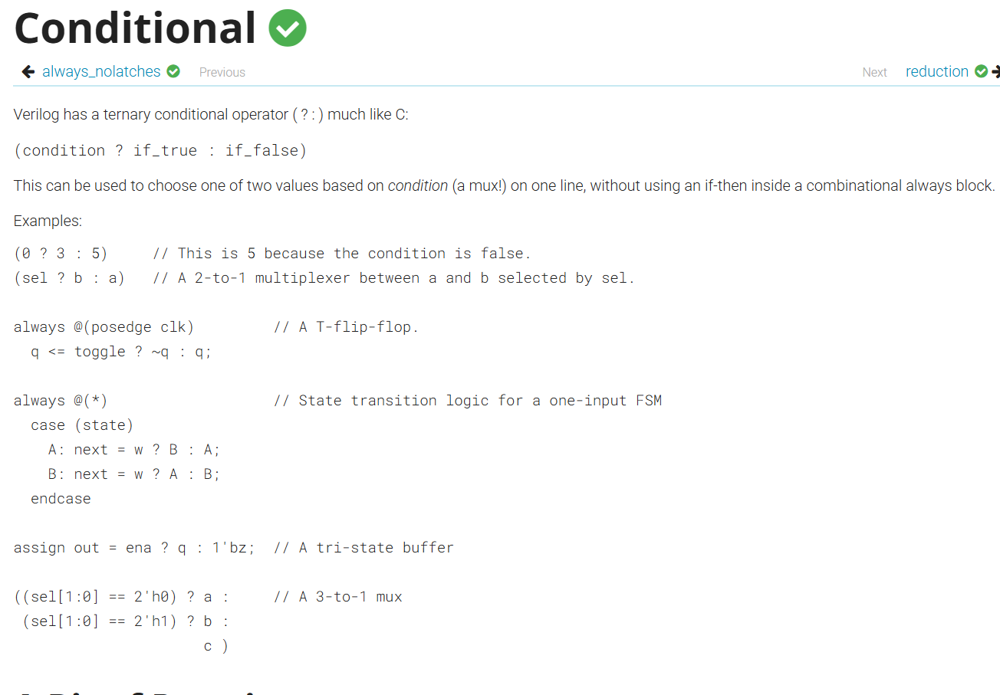 Conditional
always_nolatches Previous Next reduction
Verilog has a ternary conditional operator ( ? : ) much like C:
(condition ? if_true : if_false)
This can be used to choose one of two values based on condition (a mux!) on one line, without using an if-then inside a combinational always block.
Examples:
(0 ? 3 : 5)     // This is 5 because the condition is false.
(sel ? b : a)   // A 2-to-1 multiplexer between a and b selected by sel.
always @(posedge clk)         // A T-flip-flop.
  q <= toggle ? ~q : q;
always @(*)                   // State transition logic for a one-input FSM
  case (state)
    A: next = w ? B : A;
    B: next = w ? A : B;
  endcase
assign out = ena ? q : 1'bz;  // A tri-state buffer
((sel[1:0] == 2'h0) ? a :     // A 3-to-1 mux
 (sel[1:0] == 2'h1) ? b :
                      c )